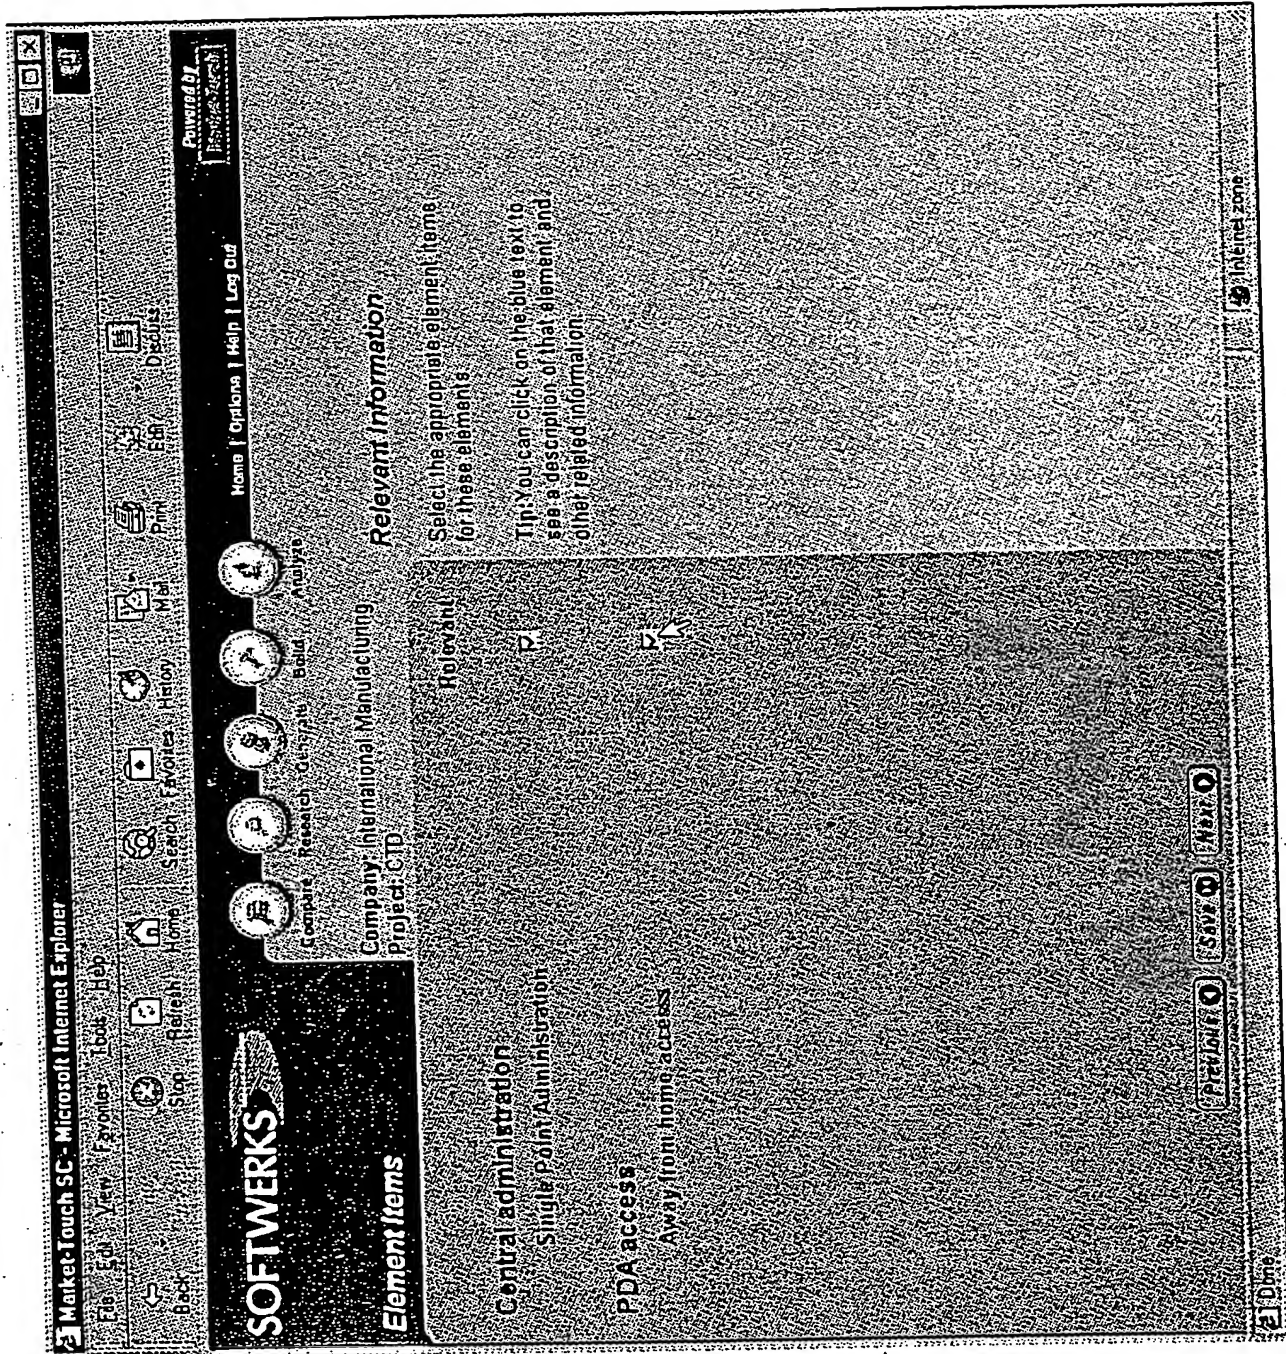 Market-Touch SC - Microsoft Internet Explorer
File Edit View Favorites Tools Help
Back Stop Refresh Home Search Favorites History Mail Print Edit Discuss
SOFTWERKS
Compare Research Generate Build Analyze
Home | Options | Help | Log Out
Powered by
Market-Touch
Element Items
Company: International Manufacturing
Project: CTD
Relevant Information
Relevant
Central administration
Single Point Administration
PDA access
Away from home access
Select the appropriate element items
for these elements.
Tip: You can click on the blue text to
see a description of that element and
other related information.
Previous Save Next
Done Internet zone